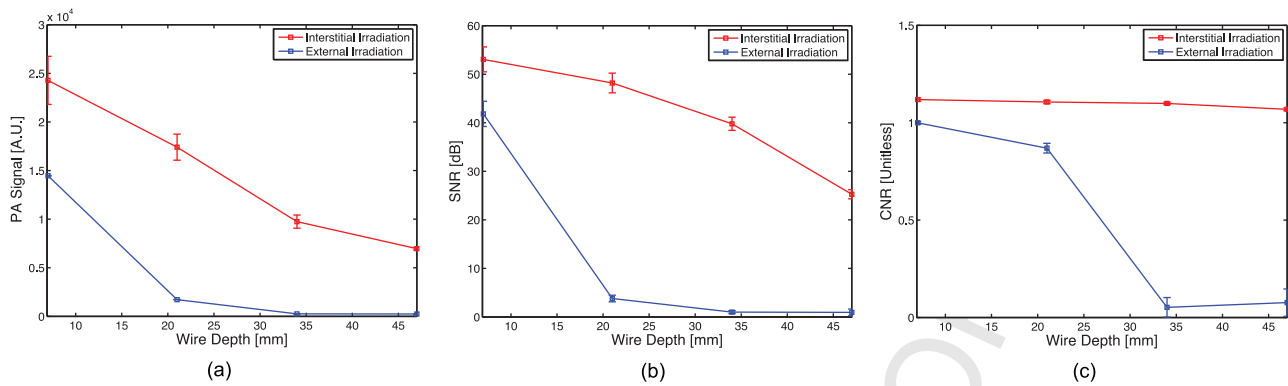 x 10⁴
3
2.5
2
1.5
1
0.5
0
PA Signal [A.U.]
10 15 20 25 30 35 40 45
Wire Depth [mm]
Interstitial Irradiation
External Irradiation
(a)
60
50
40
30
20
10
0
SNR [dB]
10 15 20 25 30 35 40 45
Wire Depth [mm]
Interstitial Irradiation
External Irradiation
(b)
1.5
1
0.5
0
CNR [Unitless]
10 15 20 25 30 35 40 45
Wire Depth [mm]
Interstitial Irradiation
External Irradiation
(c)